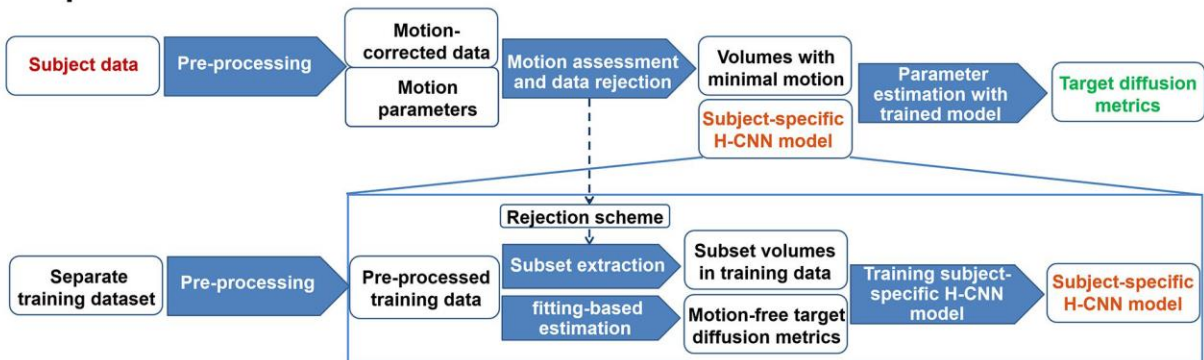 Subject data
Pre-processing
Motion-
corrected data
Motion
parameters
Motion assessment
and data rejection
Volumes with
minimal motion
Subject-specific
H-CNN model
Parameter
estimation with
trained model
Target diffusion
metrics
Rejection scheme
Separate
training dataset
Pre-processing
Pre-processed
training data
Subset extraction
fitting-based
estimation
Subset volumes
in training data
Motion-free target
diffusion metrics
Training subject-
specific H-CNN
model
Subject-specific
H-CNN model